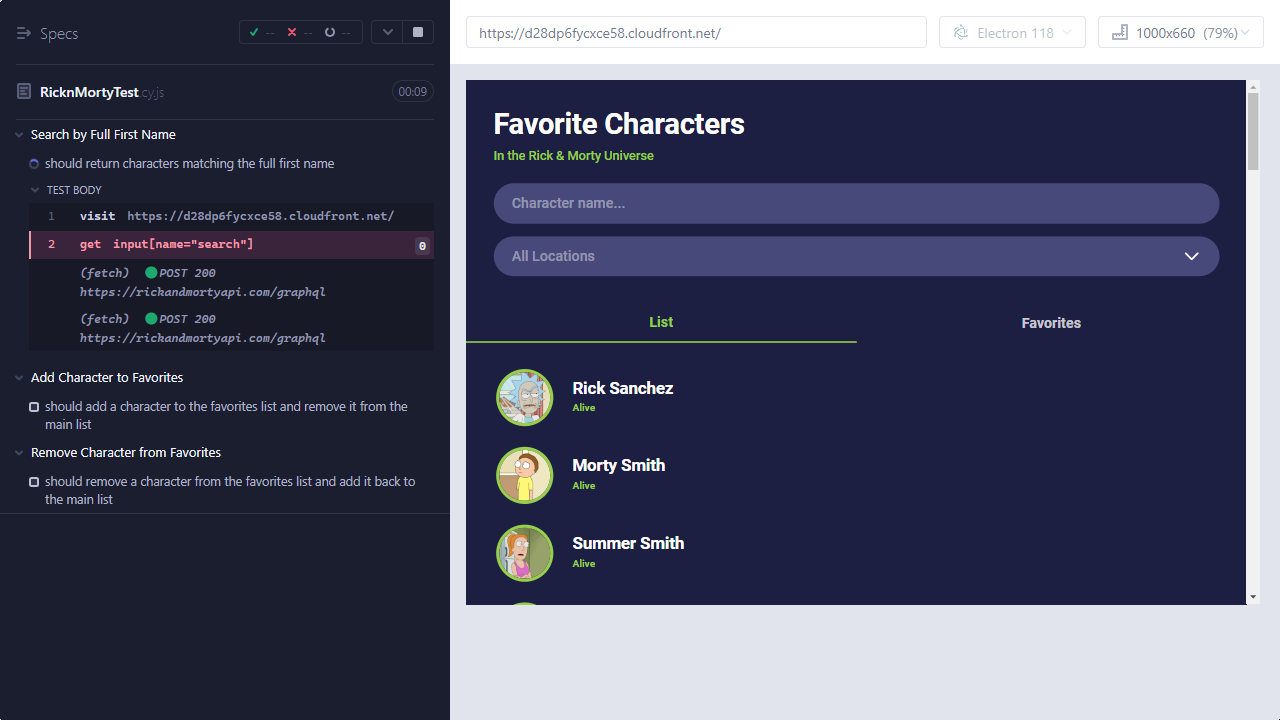 Specs
-- -- --
https://d28dp6fycxce58.cloudfront.net/
Electron 118
1000x660 (79%)
RicknMortyTest.cy.js
00:09
Search by Full First Name
should return characters matching the full first name
TEST BODY
1 visit https://d28dp6fycxce58.cloudfront.net/
2 get input[name="search"] 0
(fetch) POST 200
https://rickandmortyapi.com/graphql
(fetch) POST 200
https://rickandmortyapi.com/graphql
Add Character to Favorites
should add a character to the favorites list and remove it from the
main list
Remove Character from Favorites
should remove a character from the favorites list and add it back to
the main list
Favorite Characters
In the Rick & Morty Universe
Character name...
All Locations
List
Favorites
Rick Sanchez
Alive
Morty Smith
Alive
Summer Smith
Alive